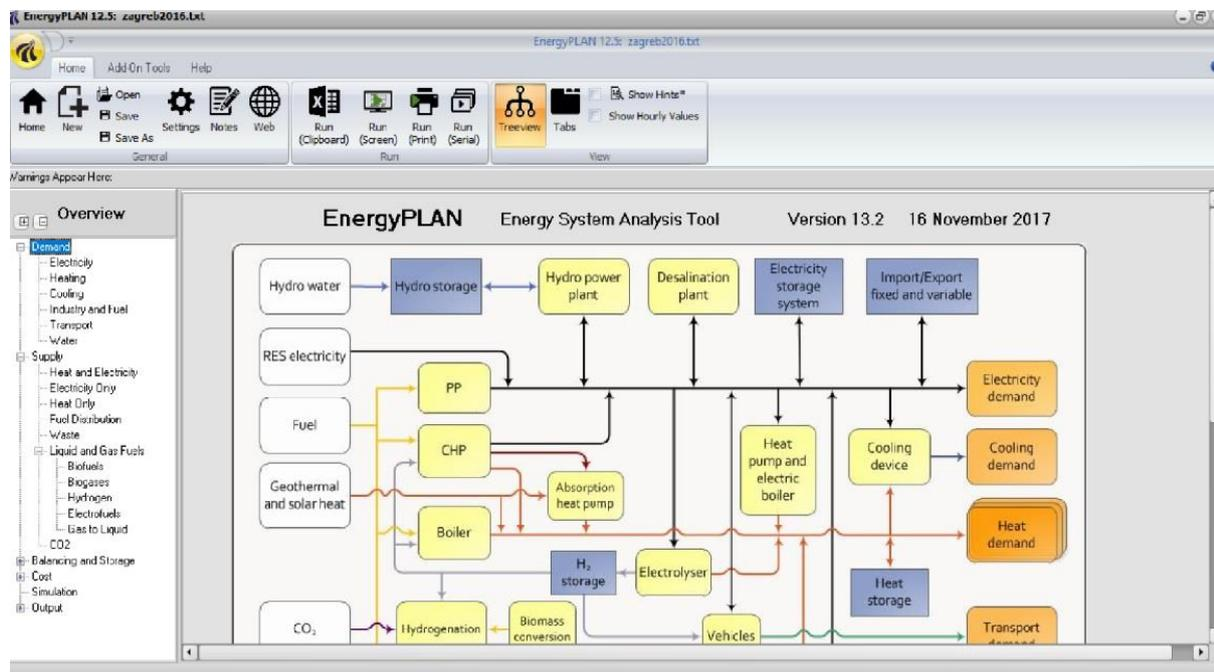 EnergyPLAN 12.5: zagreb2016.txt
EnergyPLAN 12.5: zagreb2016.txt
Home Add-On Tools Help
Home
New
Open
Save
Save As
Settings
Notes
Web
General
Run
(Clipboard)
Run
(Screen)
Run
(Print)
Run
(Serial)
Run
Treeview
Tabs
Show Hints*
Show Hourly Values
View
Warnings Appear Here:
Overview
Demand
Electricity
Heating
Cooling
Industry and Fuel
Transport
Water
Supply
Heat and Electricity
Electricity Only
Heat Only
Fuel Distribution
Waste
Liquid and Gas Fuels
Biofuels
Biogases
Hydrogen
Electrofuels
Gas to Liquid
CO2
Balancing and Storage
Cost
Simulation
Output
EnergyPLAN Energy System Analysis Tool Version 13.2 16 November 2017
Hydro water
Hydro storage
Hydro power
plant
Desalination
plant
Electricity
storage
system
Import/Export
fixed and variable
RES electricity
PP
Electricity
demand
Fuel
CHP
Heat
pump and
electric
boiler
Cooling
device
Cooling
demand
Geothermal
and solar heat
Absorption
heat pump
Boiler
Heat
demand
H₂
storage
Electrolyser
Heat
storage
CO₂
Hydrogenation
Biomass
conversion
Vehicles
Transport
demand